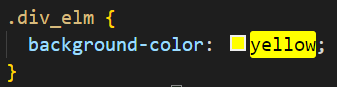 .div_elm {
background-color: yellow;
}